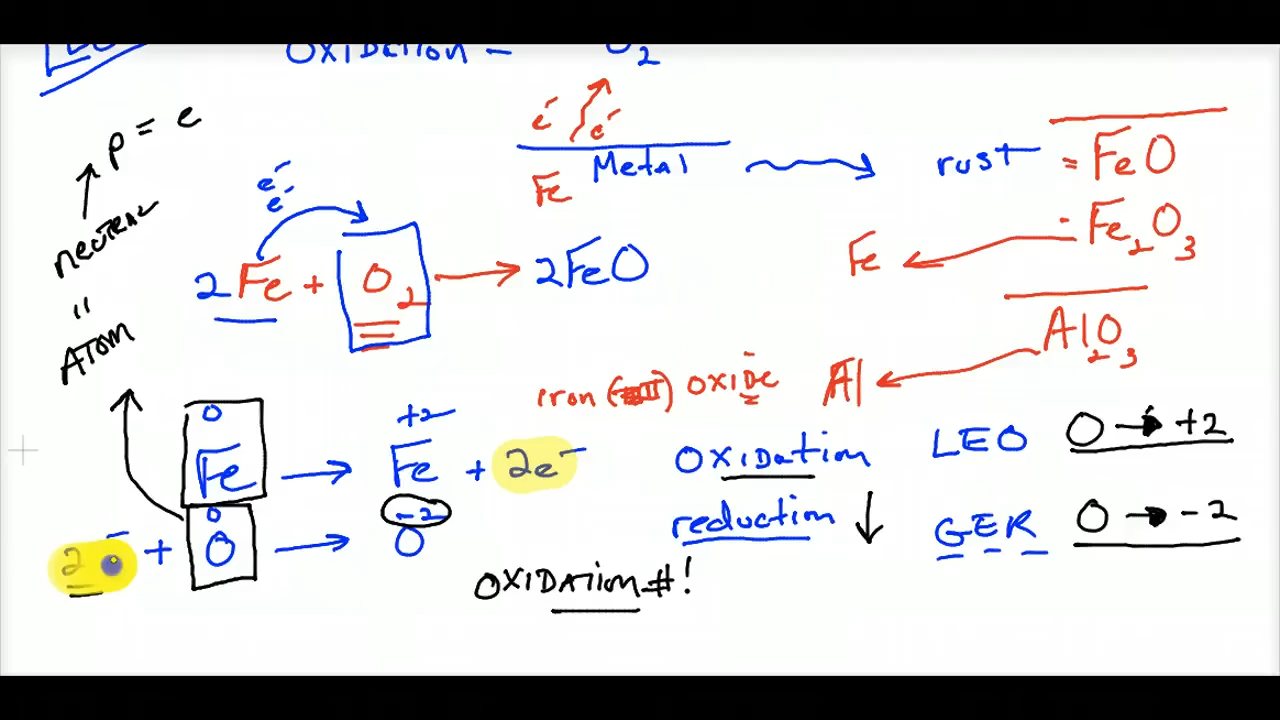 OXIDATION – O2
p = e
e⁻ e⁻
Metal
Fe
rust = FeO
- Fe2O3
Fe
neutral
"
Atom
e⁻
e⁻
2Fe + O2 → 2FeO
Al2O3
Al
iron ( ) oxide
0 +2
Fe → Fe + 2e⁻
oxidation LEO 0 → +2
0 -2
2 ⁻ + O → O
reduction ↓ GER 0 → -2
OXIDATION #!